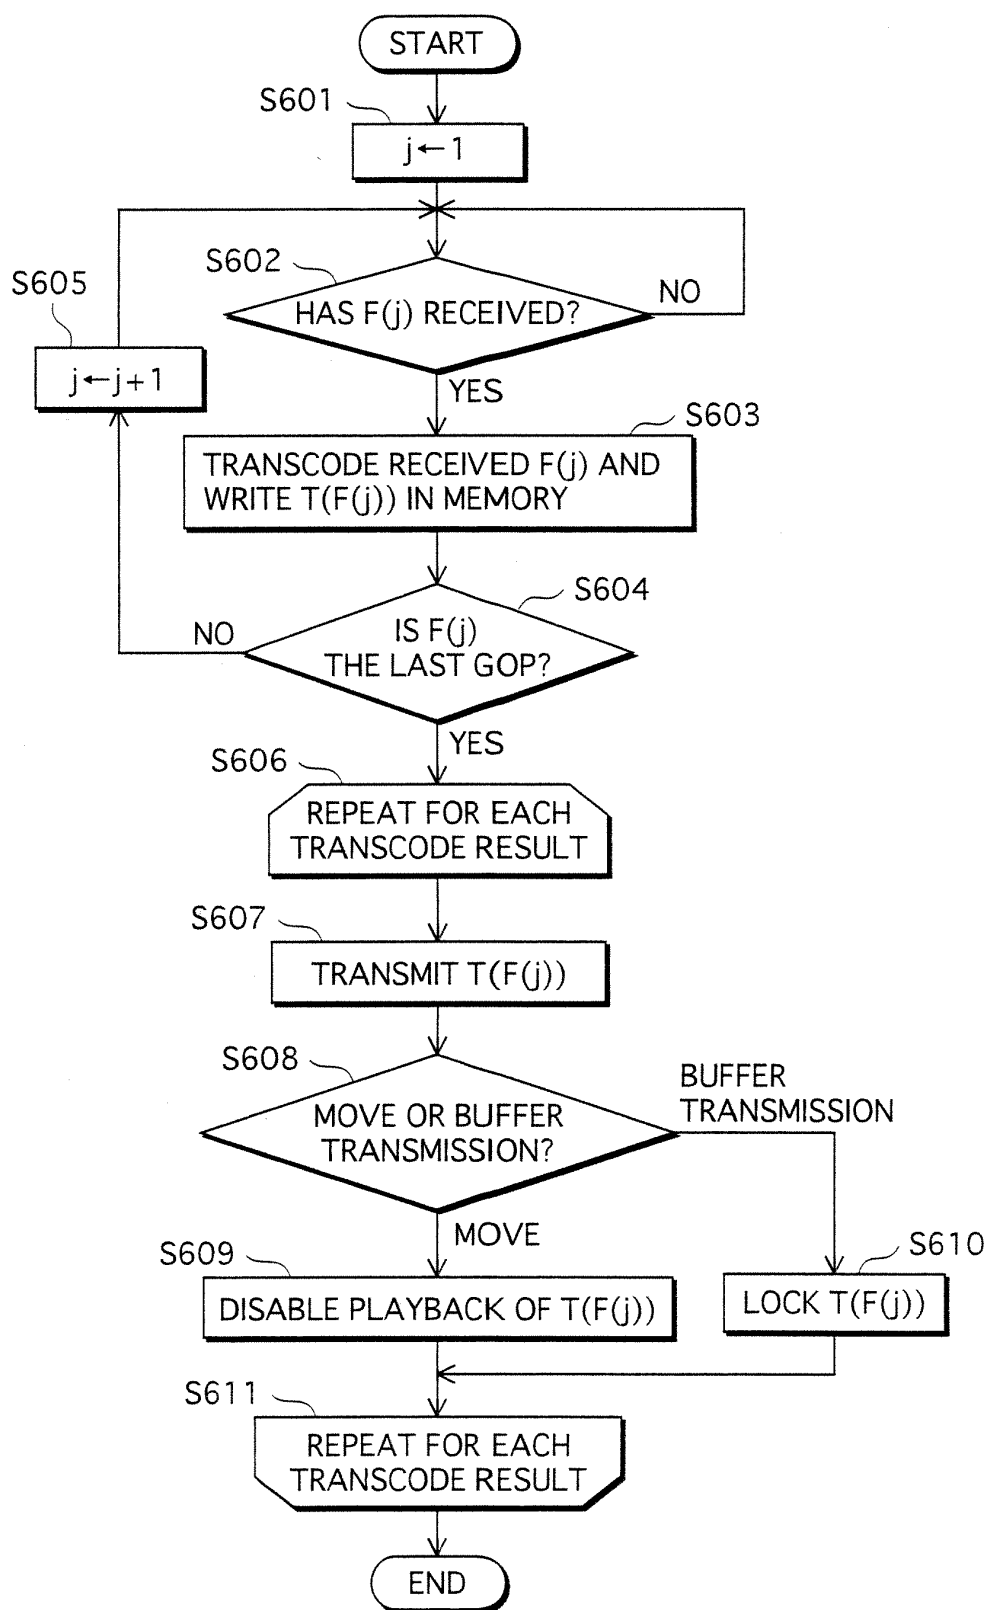 START
S601
j←1
S602
S605
HAS F(j) RECEIVED?
NO
j←j+1
YES
S603
TRANSCODE RECEIVED F(j) AND
WRITE T(F(j)) IN MEMORY
S604
NO
IS F(j)
THE LAST GOP?
YES
S606
REPEAT FOR EACH
TRANSCODE RESULT
S607
TRANSMIT T(F(j))
S608
BUFFER
TRANSMISSION
MOVE OR BUFFER
TRANSMISSION?
MOVE
S609
S610
DISABLE PLAYBACK OF T(F(j))
LOCK T(F(j))
S611
REPEAT FOR EACH
TRANSCODE RESULT
END